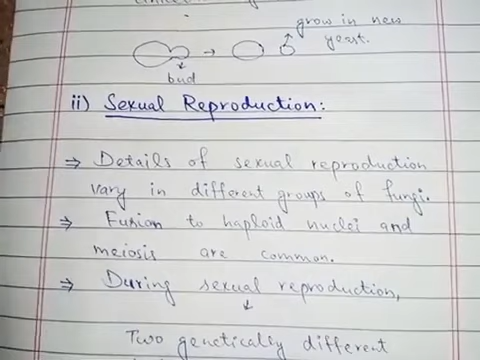 grow in new
yeast.
bud
ii) Sexual Reproduction:
⇒ Details of sexual reproduction
vary in different groups of fungi.
⇒ Fusion to haploid nuclei and
meiosis are common.
⇒ During sexual reproduction,
Two genetically different